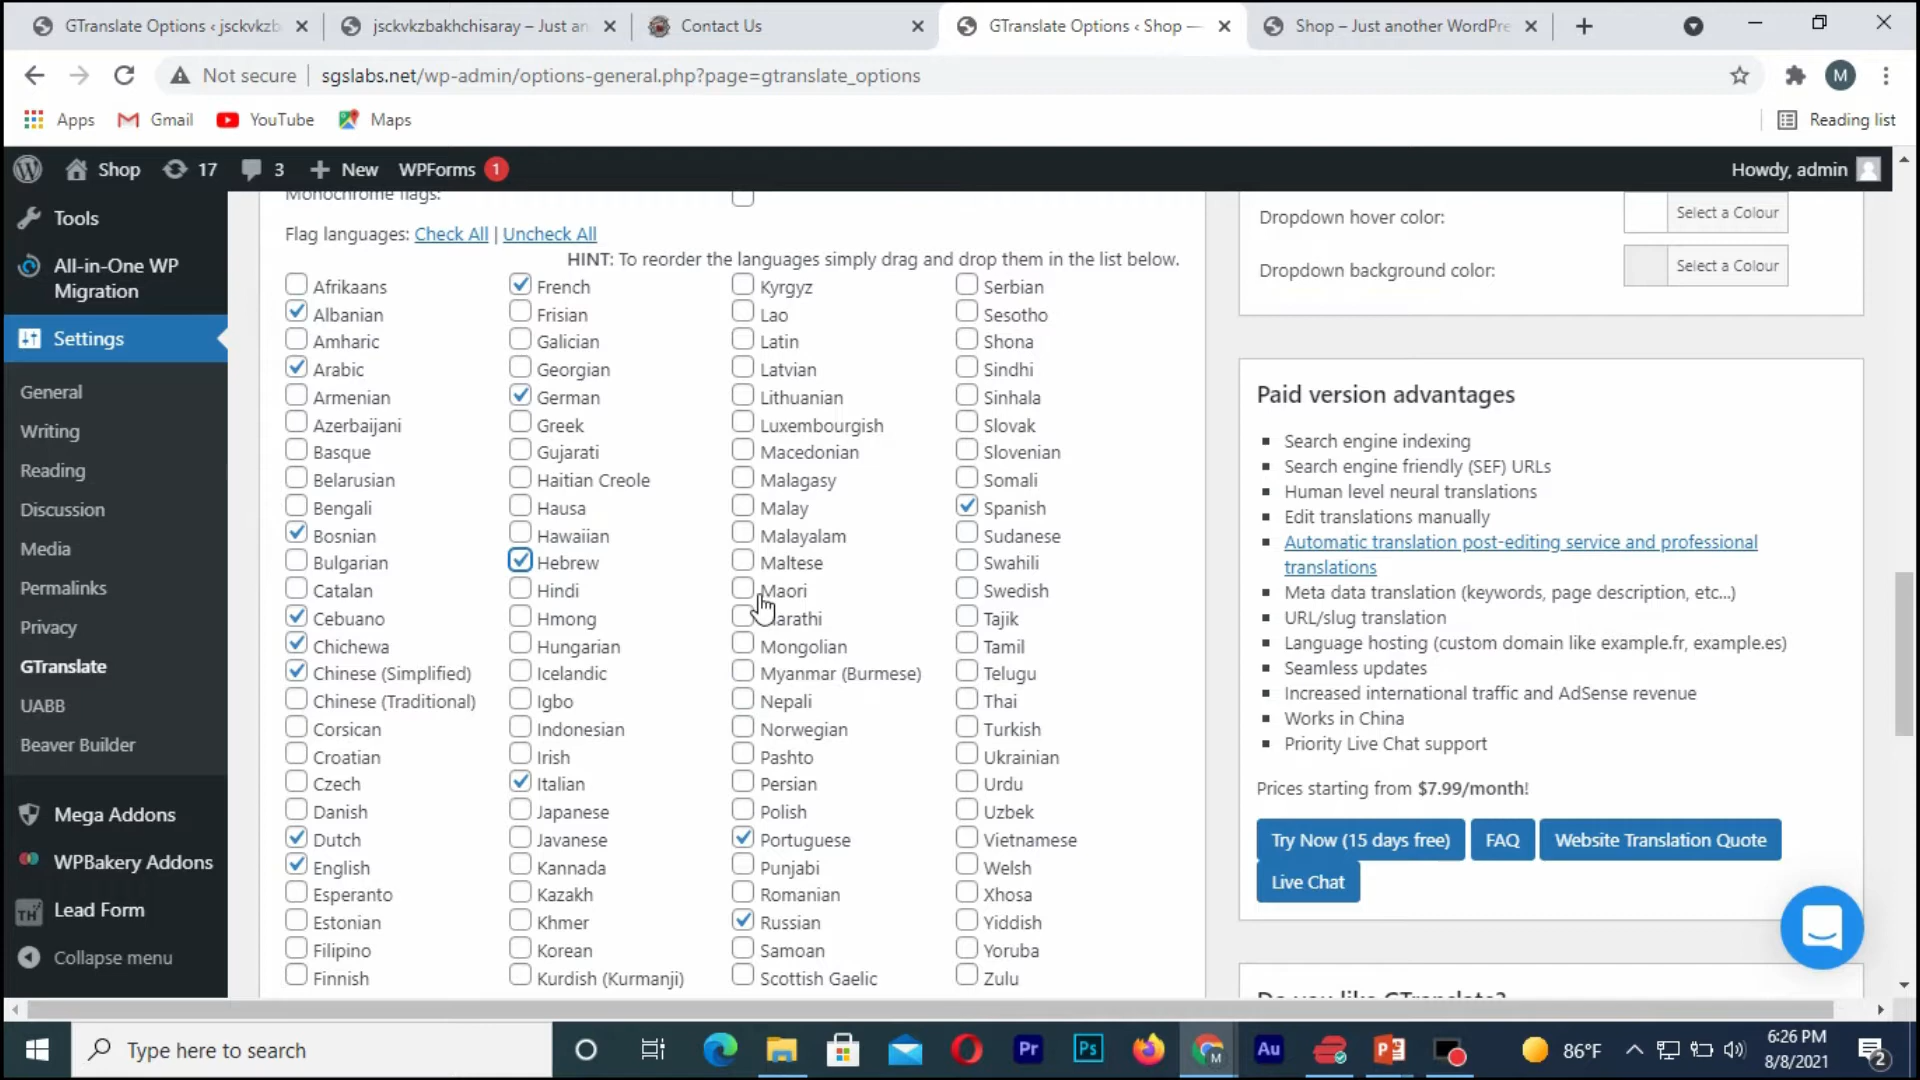 GTranslate Options ‹ jsckvkzb
jsckvkzbakhchisaray – Just an
Contact Us
GTranslate Options ‹ Shop —
Shop – Just another WordPre
Not secure
sgslabs.net/wp-admin/options-general.php?page=gtranslate_options
M
Apps
Gmail
YouTube
Maps
Reading list
Shop
17
3
New
WPForms
1
Howdy, admin
Tools
All-in-One WP
Migration
Settings
General
Writing
Reading
Discussion
Media
Permalinks
Privacy
GTranslate
UABB
Beaver Builder
Mega Addons
WPBakery Addons
TH
Lead Form
Collapse menu
Monochrome flags:
Flag languages: Check All | Uncheck All
HINT: To reorder the languages simply drag and drop them in the list below.
Afrikaans
Albanian
Amharic
Arabic
Armenian
Azerbaijani
Basque
Belarusian
Bengali
Bosnian
Bulgarian
Catalan
Cebuano
Chichewa
Chinese (Simplified)
Chinese (Traditional)
Corsican
Croatian
Czech
Danish
Dutch
English
Esperanto
Estonian
Filipino
Finnish
French
Frisian
Galician
Georgian
German
Greek
Gujarati
Haitian Creole
Hausa
Hawaiian
Hebrew
Hindi
Hmong
Hungarian
Icelandic
Igbo
Indonesian
Irish
Italian
Japanese
Javanese
Kannada
Kazakh
Khmer
Korean
Kurdish (Kurmanji)
Kyrgyz
Lao
Latin
Latvian
Lithuanian
Luxembourgish
Macedonian
Malagasy
Malay
Malayalam
Maltese
Maori
Marathi
Mongolian
Myanmar (Burmese)
Nepali
Norwegian
Pashto
Persian
Polish
Portuguese
Punjabi
Romanian
Russian
Samoan
Scottish Gaelic
Serbian
Sesotho
Shona
Sindhi
Sinhala
Slovak
Slovenian
Somali
Spanish
Sudanese
Swahili
Swedish
Tajik
Tamil
Telugu
Thai
Turkish
Ukrainian
Urdu
Uzbek
Vietnamese
Welsh
Xhosa
Yiddish
Yoruba
Zulu
Dropdown hover color:
Select a Colour
Dropdown background color:
Select a Colour
Paid version advantages
Search engine indexing
Search engine friendly (SEF) URLs
Human level neural translations
Edit translations manually
Automatic translation post-editing service and professional
translations
Meta data translation (keywords, page description, etc...)
URL/slug translation
Language hosting (custom domain like example.fr, example.es)
Seamless updates
Increased international traffic and AdSense revenue
Works in China
Priority Live Chat support
Prices starting from $7.99/month!
Try Now (15 days free)
FAQ
Website Translation Quote
Live Chat
Do you like GTranslate?
Type here to search
Pr
Ps
M
Au
86°F
6:26 PM
8/8/2021
2